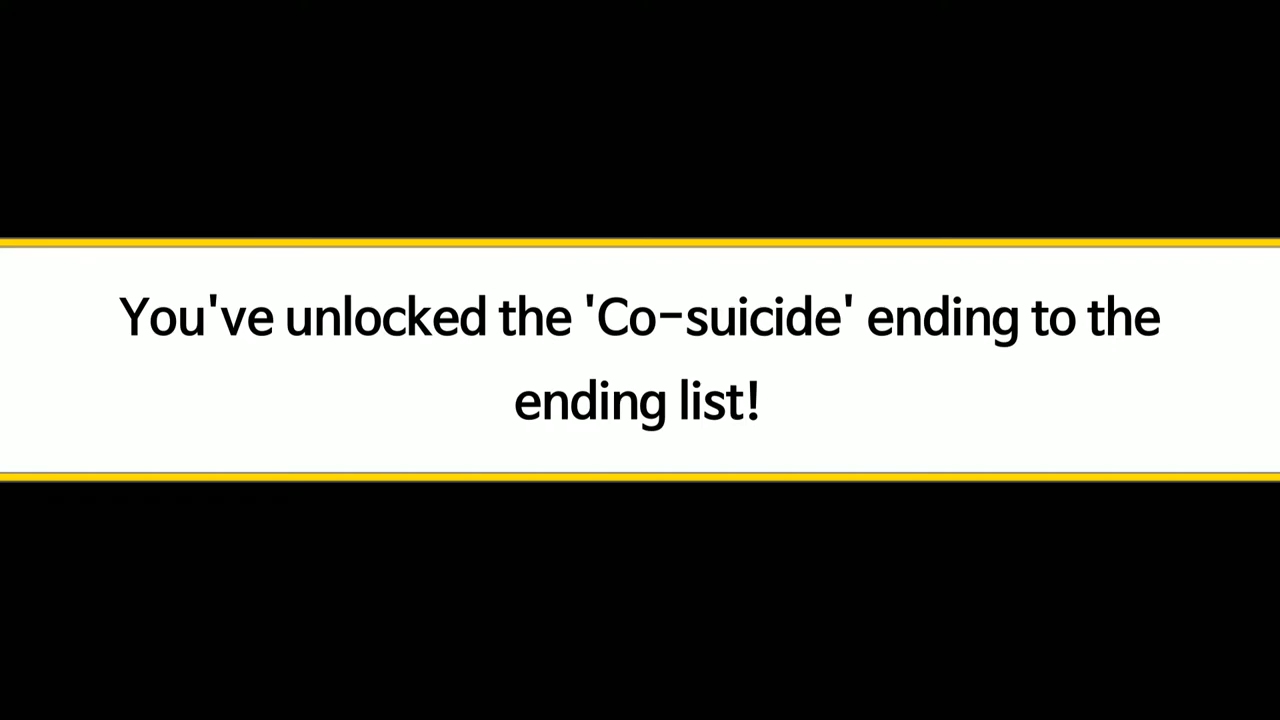 You've unlocked the 'Co-suicide' ending to the
ending list!